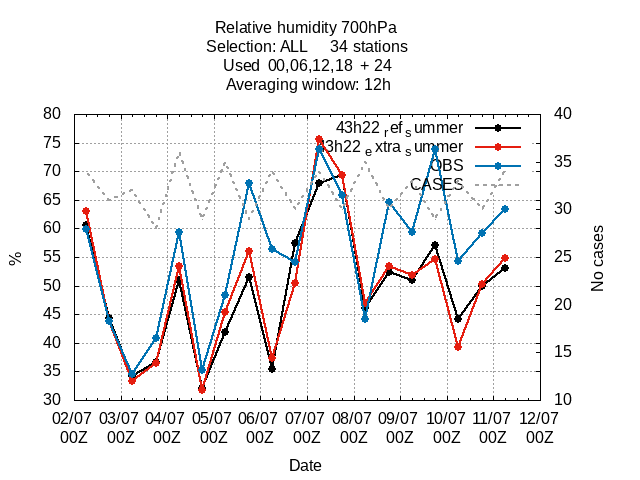 Relative humidity 700hPa
Selection: ALL 34 stations
Used 00,06,12,18 + 24
Averaging window: 12h
80 40
43h22 ref summer
75
43h22 extra summer
70 35
OBS
CASES
65
60 30
55
50 25
45
40 20
35 15
30 10
%
No cases
02/07 03/07 04/07 05/07 06/07 07/07 08/07 09/07 10/07 11/07 12/07
00Z 00Z 00Z 00Z 00Z 00Z 00Z 00Z 00Z 00Z 00Z
Date